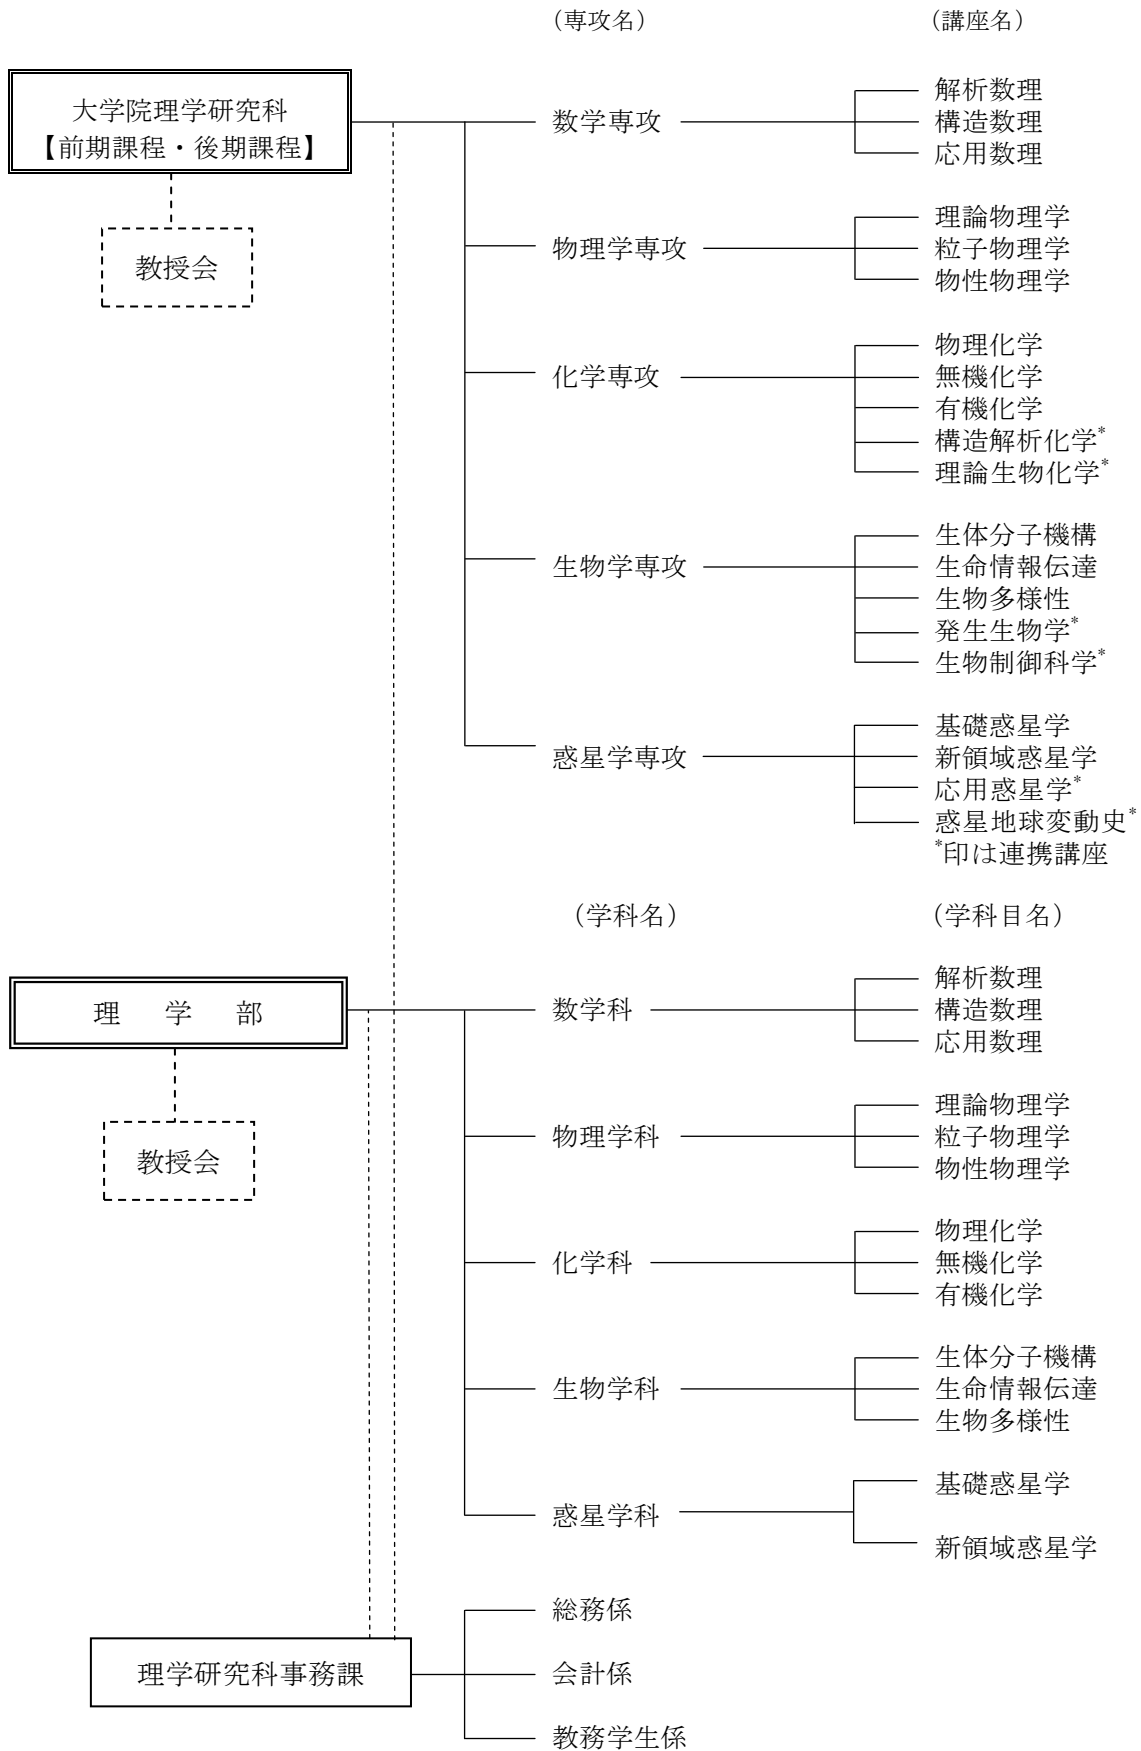 （専攻名）
（講座名）
大学院理学研究科
【前期課程・後期課程】
教授会
数学専攻
解析数理
構造数理
応用数理
物理学専攻
理論物理学
粒子物理学
物性物理学
化学専攻
物理化学
無機化学
有機化学
構造解析化学*
理論生物化学*
生物学専攻
生体分子機構
生命情報伝達
生物多様性
発生生物学*
生物制御科学*
惑星学専攻
基礎惑星学
新領域惑星学
応用惑星学*
惑星地球変動史*
*印は連携講座
（学科名）
（学科目名）
理　学　部
教授会
数学科
解析数理
構造数理
応用数理
物理学科
理論物理学
粒子物理学
物性物理学
化学科
物理化学
無機化学
有機化学
生物学科
生体分子機構
生命情報伝達
生物多様性
惑星学科
基礎惑星学
新領域惑星学
理学研究科事務課
総務係
会計係
教務学生係